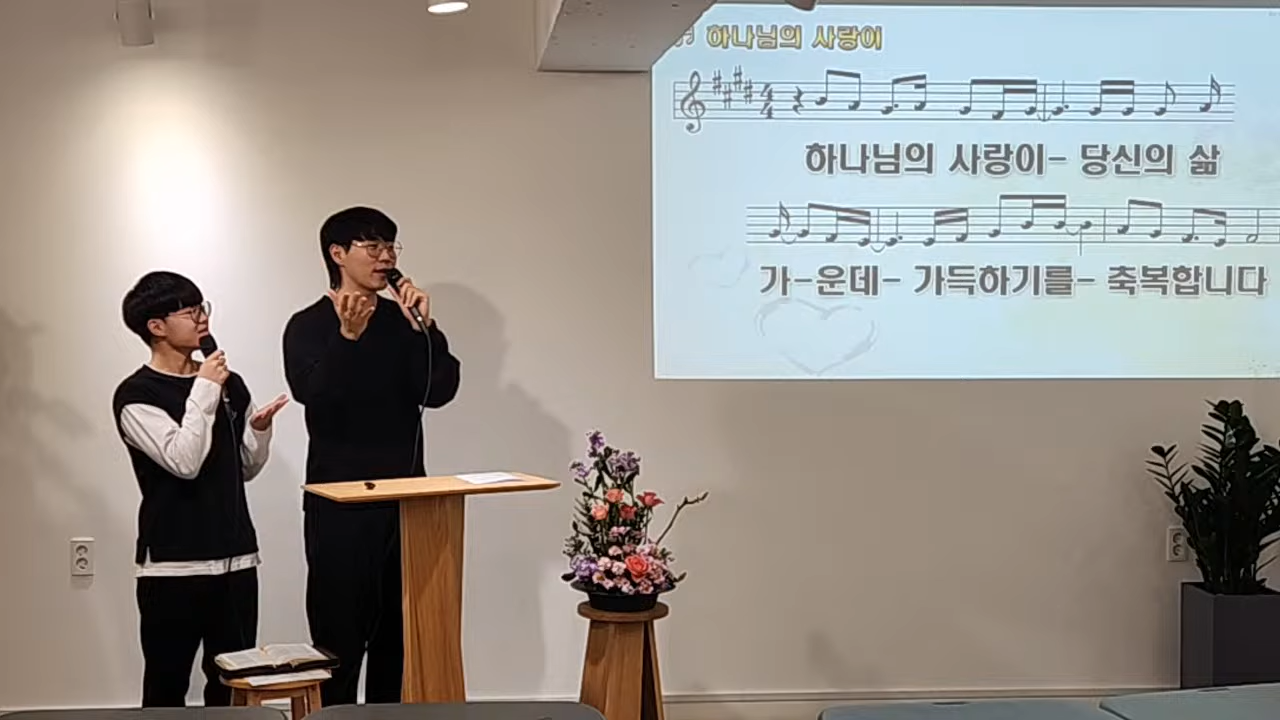 하나님의 사랑이
하나님의 사랑이- 당신의 삶
가-운데- 가득하기를- 축복합니다